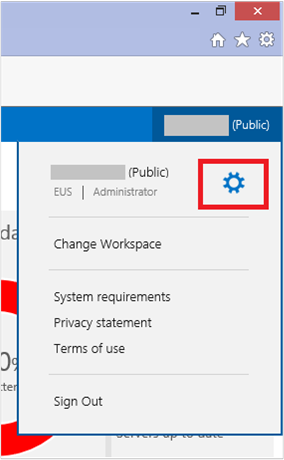 (Public)
(Public)
EUS | Administrator
Change Workspace
System requirements
Privacy statement
Terms of use
Sign Out
da
0%
tten
Servers up to date